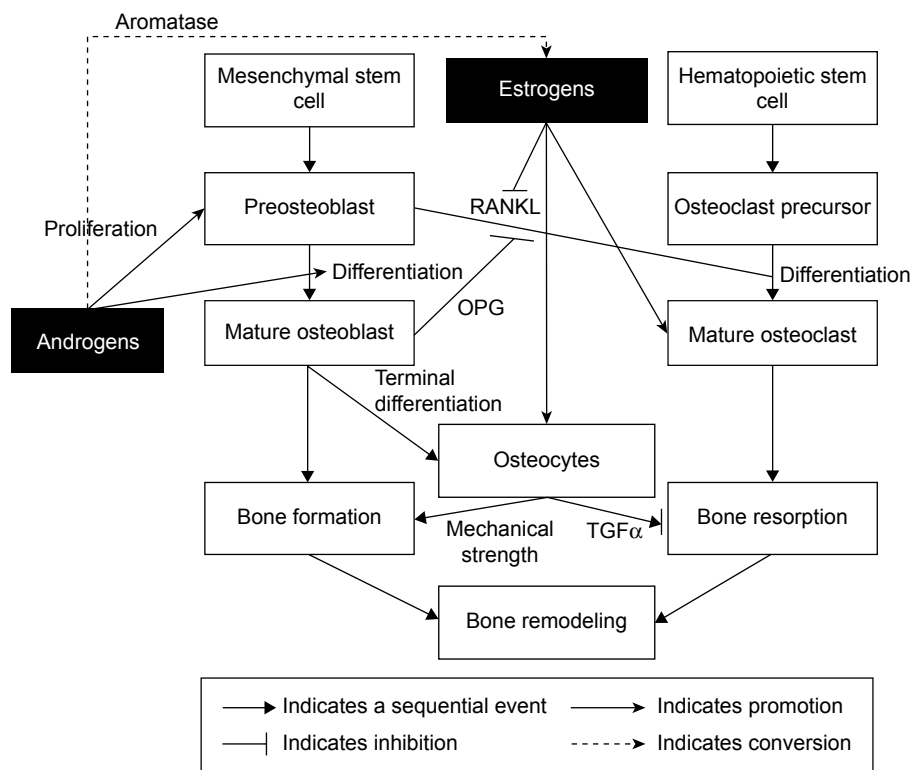 Aromatase
Mesenchymal stem
cell
Estrogens
Hematopoietic stem
cell
Preosteoblast
RANKL
Osteoclast precursor
Proliferation
Differentiation
Differentiation
OPG
Androgens
Mature osteoblast
Mature osteoclast
Terminal
differentiation
Osteocytes
Bone formation
Mechanical
strength
TGFα
Bone resorption
Bone remodeling
Indicates a sequential event
Indicates promotion
Indicates inhibition
Indicates conversion